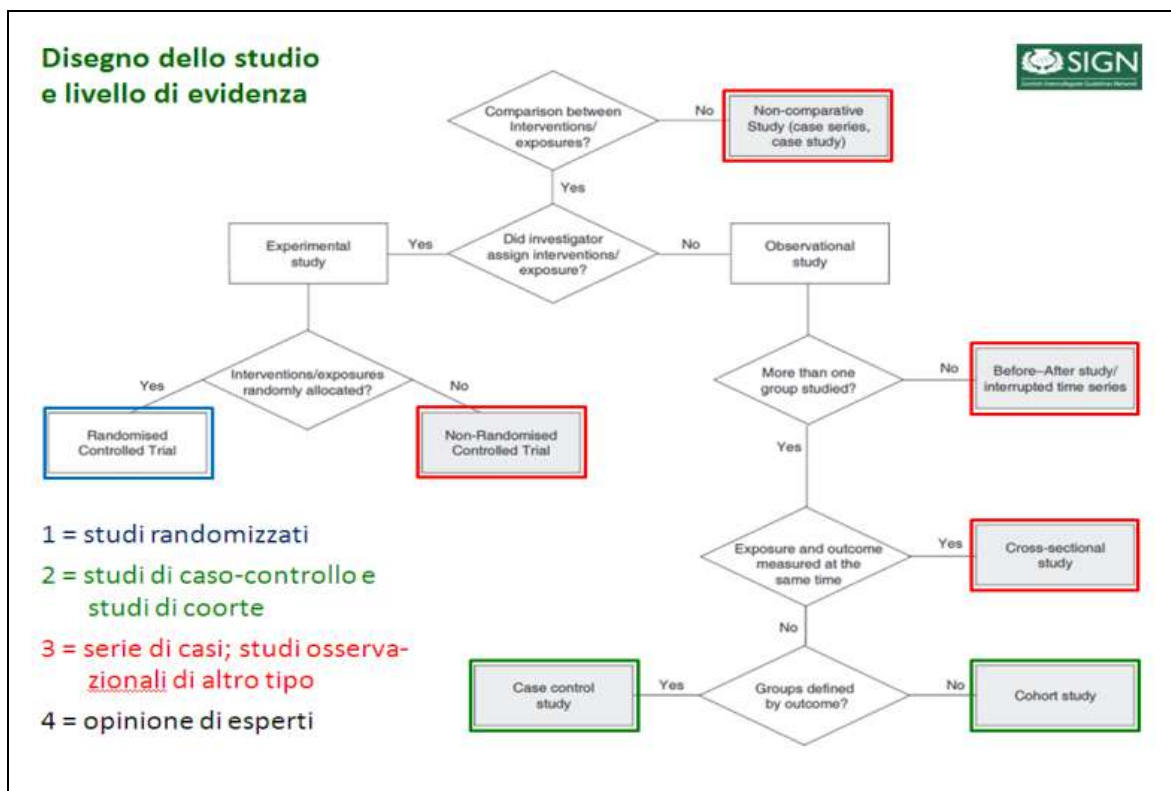 Disegno dello studio
e livello di evidenza
SIGN
Comparison between
Interventions/
exposures?
No
Non-comparative
Study (case series,
case study)
Yes
Experimental
study
Yes
Did investigator
assign interventions/
exposure?
No
Observational
study
Yes
Interventions/exposures
randomly allocated?
No
More than one
group studied?
No
Before–After study/
interrupted time series
Randomised
Controlled Trial
Non-Randomised
Controlled Trial
Yes
1 = studi randomizzati
2 = studi di caso-controllo e
studi di coorte
3 = serie di casi; studi osserva-
zionali di altro tipo
4 = opinione di esperti
Exposure and outcome
measured at the
same time
Yes
Cross-sectional
study
No
Case control
study
Yes
Groups defined
by outcome?
No
Cohort study